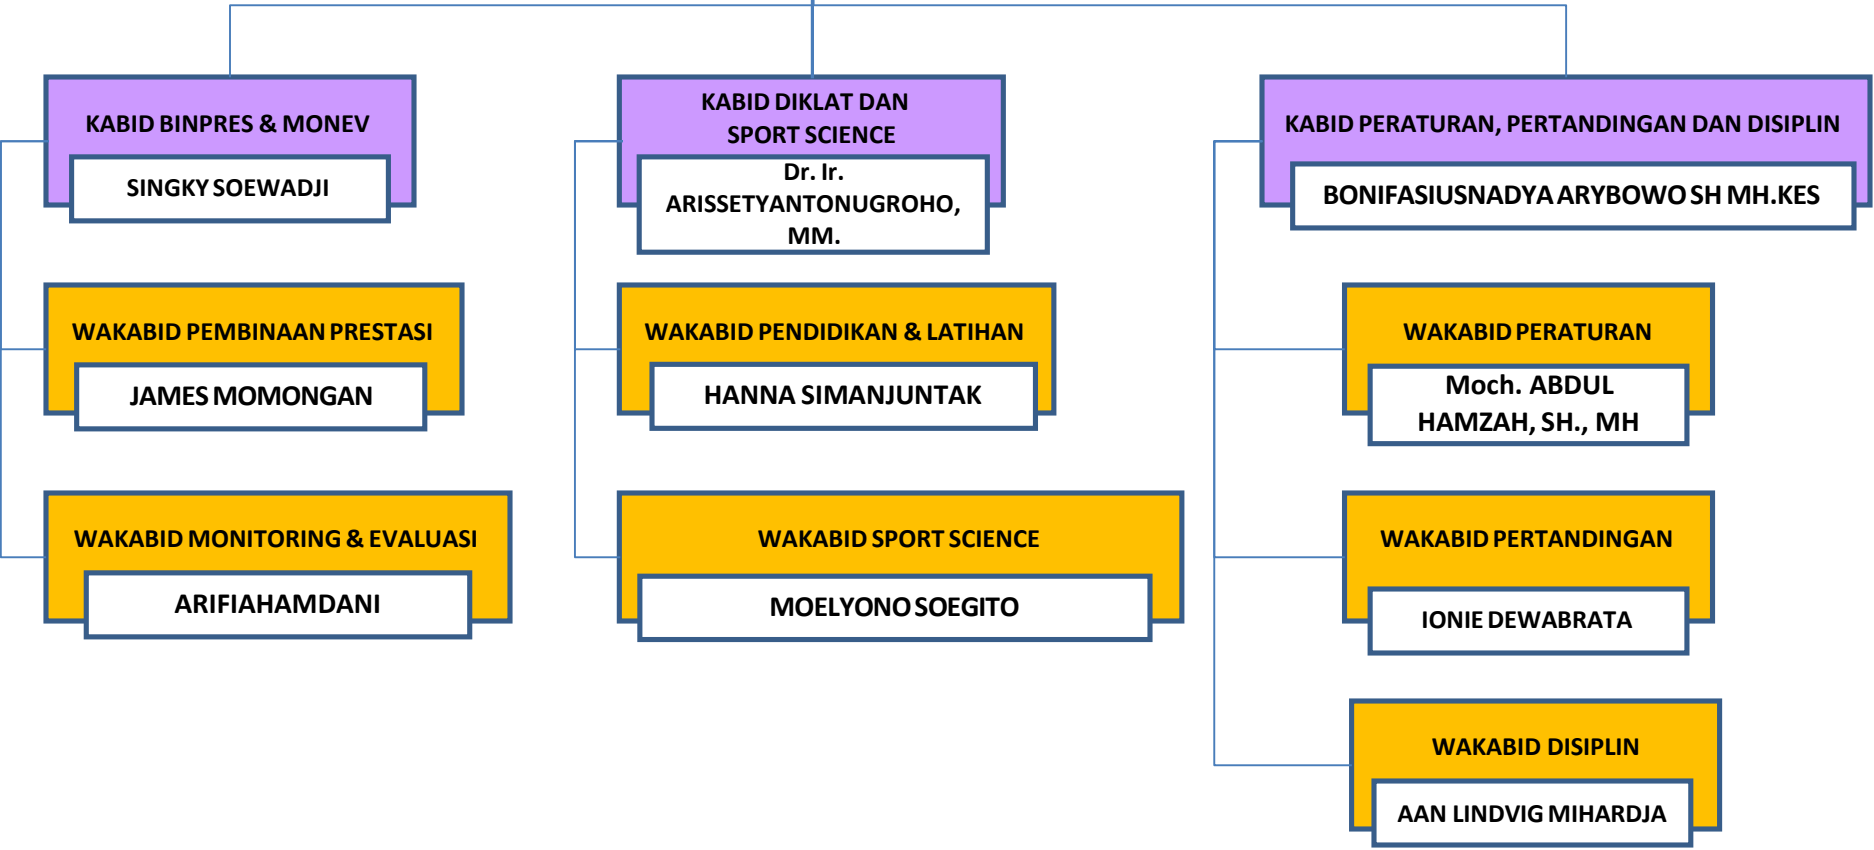 KABID BINPRES & MONEV
SINGKY SOEWADJI
WAKABID PEMBINAAN PRESTASI
JAMES MOMONGAN
WAKABID MONITORING & EVALUASI
ARIFIAHAMDANI
KABID DIKLAT DAN
SPORT SCIENCE
Dr. Ir.
ARISSETYANTONUGROHO,
MM.
WAKABID PENDIDIKAN & LATIHAN
HANNA SIMANJUNTAK
WAKABID SPORT SCIENCE
MOELYONO SOEGITO
KABID PERATURAN, PERTANDINGAN DAN DISIPLIN
BONIFASIUSNADYA ARYBOWO SH MH.KES
WAKABID PERATURAN
Moch. ABDUL
HAMZAH, SH., MH
WAKABID PERTANDINGAN
IONIE DEWABRATA
WAKABID DISIPLIN
AAN LINDVIG MIHARDJA